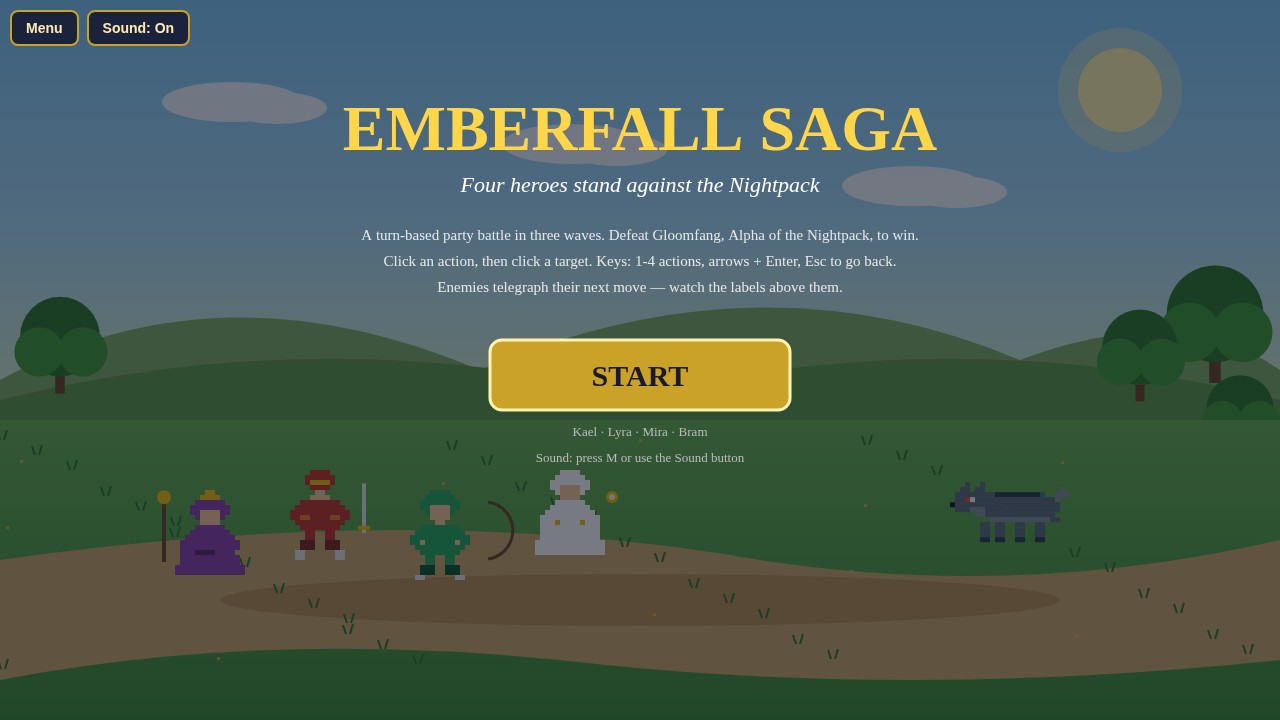 Menu
Sound: On
EMBERFALL SAGA
Four heroes stand against the Nightpack
A turn-based party battle in three waves. Defeat Gloomfang, Alpha of the Nightpack, to win.
Click an action, then click a target. Keys: 1-4 actions, arrows + Enter, Esc to go back.
Enemies telegraph their next move — watch the labels above them.
START
Kael · Lyra · Mira · Bram
Sound: press M or use the Sound button